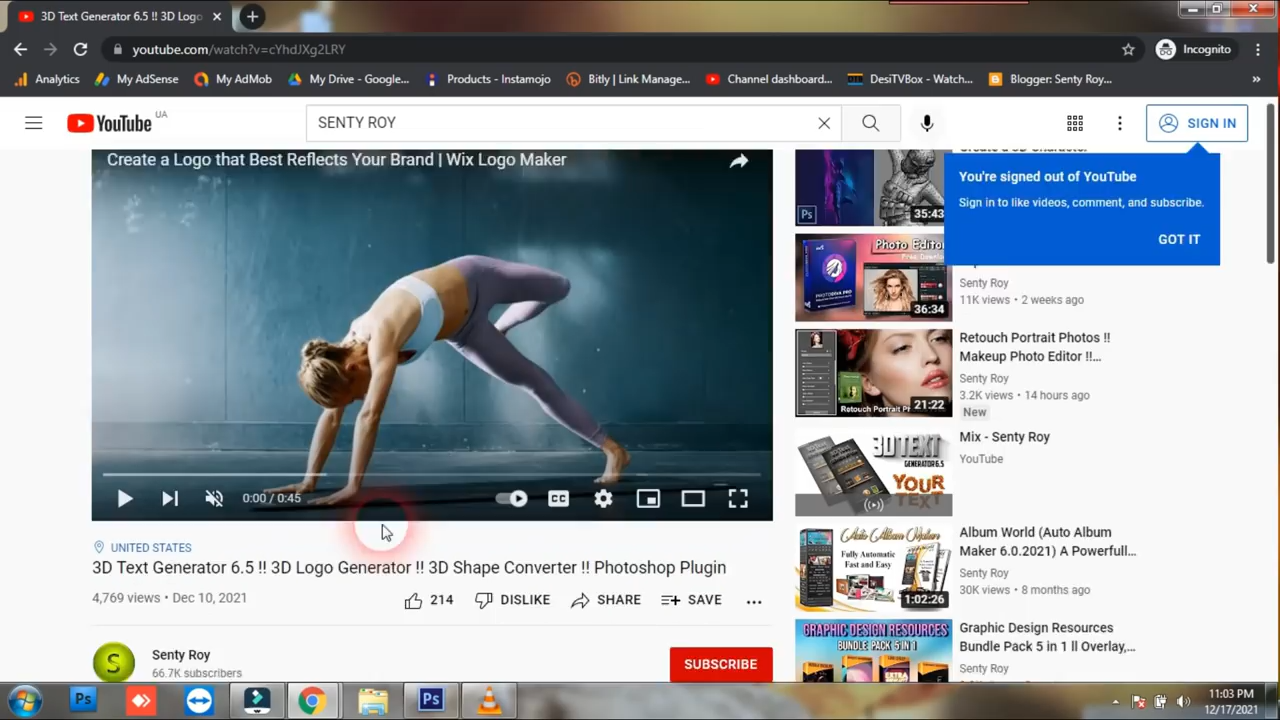 3D Text Generator 6.5 !! 3D Logo
youtube.com/watch?v=cYhdJXg2LRY
Incognito
Analytics
My AdSense
My AdMob
My Drive - Google...
Products - Instamojo
Bitly | Link Manage...
Channel dashboard...
DesiTVBox - Watch...
Blogger: Senty Roy...
»
YouTube
UA
SENTY ROY
SIGN IN
Create a Logo that Best Reflects Your Brand | Wix Logo Maker
You're signed out of YouTube
Sign in to like videos, comment, and subscribe.
GOT IT
Ps
35:43
Photo Editor
Free Download
36:34
Senty Roy
11K views • 2 weeks ago
Retouch Portrait Photos !!
Makeup Photo Editor !!...
Senty Roy
3.2K views • 14 hours ago
New
21:22
Mix - Senty Roy
YouTube
3D TEXT
GENERATOR 6.5
YOUR
TEXT
0:00 / 0:45
CC
UNITED STATES
3D Text Generator 6.5 !! 3D Logo Generator !! 3D Shape Converter !! Photoshop Plugin
4,769 views • Dec 10, 2021
214
DISLIKE
SHARE
SAVE
Auto Album Maker
Fully Automatic
Fast and Easy
1:02:26
Album World (Auto Album
Maker 6.0.2021) A Powerfull...
Senty Roy
30K views • 8 months ago
GRAPHIC DESIGN RESOURCES
BUNDLE PACK 5 IN 1
Graphic Design Resources
Bundle Pack 5 in 1 ll Overlay,...
Senty Roy
S
Senty Roy
66.7K subscribers
SUBSCRIBE
Ps
Ps
11:03 PM
12/17/2021